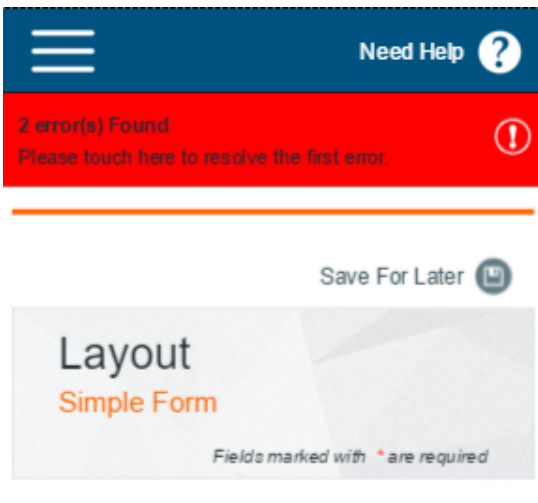 Need Help ?
2 error(s) Found
Please touch here to resolve the first error.
Save For Later
Layout
Simple Form
Fields marked with * are required